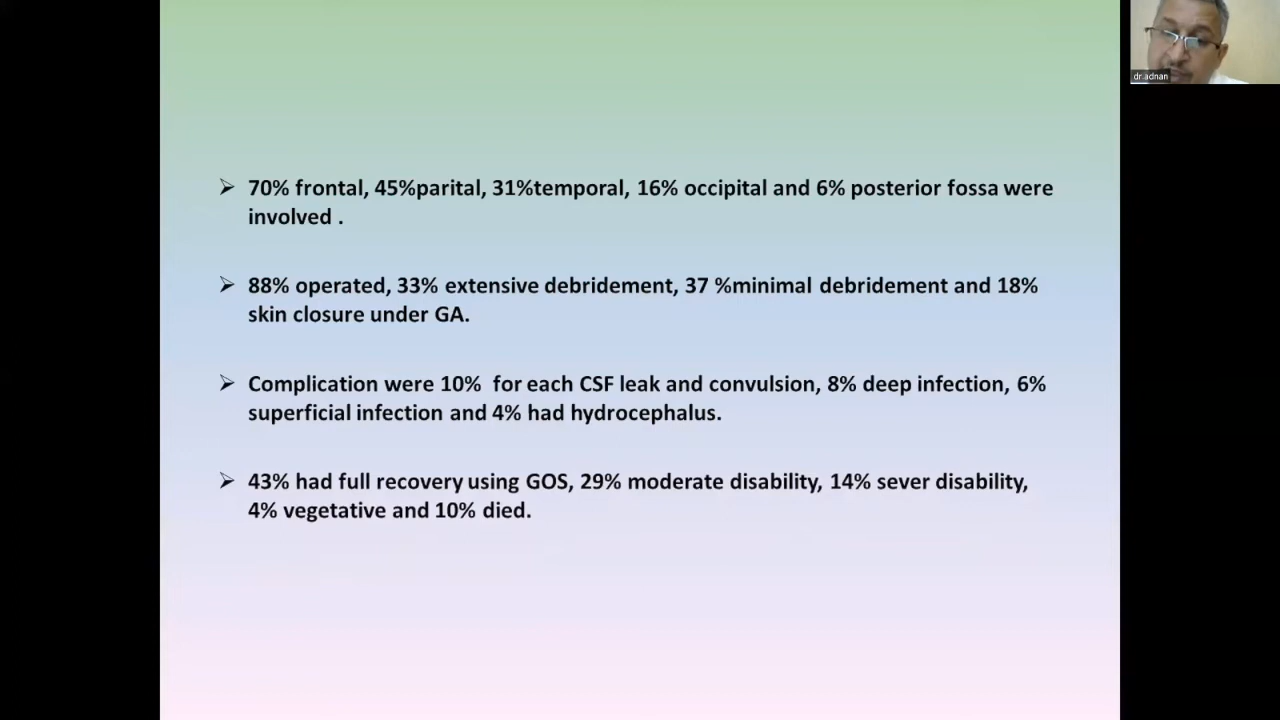 70% frontal, 45%parital, 31%temporal, 16% occipital and 6% posterior fossa were
involved .
88% operated, 33% extensive debridement, 37 %minimal debridement and 18%
skin closure under GA.
Complication were 10% for each CSF leak and convulsion, 8% deep infection, 6%
superficial infection and 4% had hydrocephalus.
43% had full recovery using GOS, 29% moderate disability, 14% sever disability,
4% vegetative and 10% died.
dr.adnan